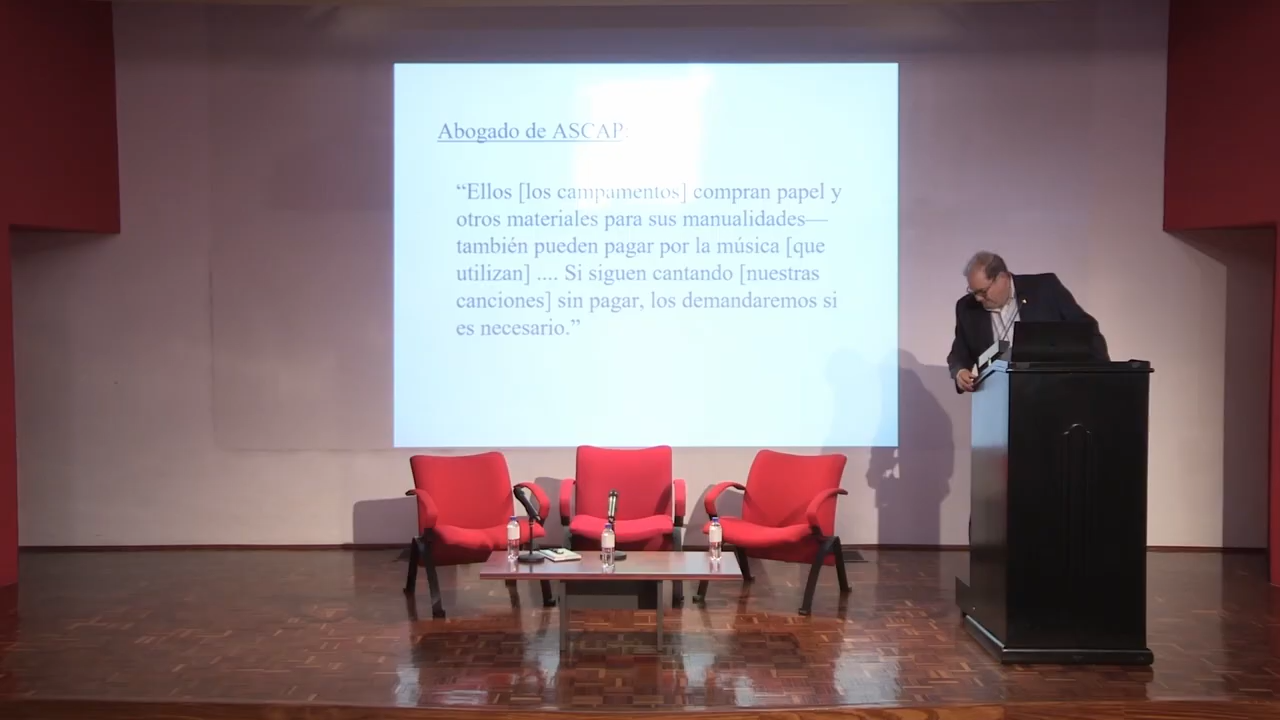 Abogado de ASCAP:
“Ellos [los campamentos] compran papel y
otros materiales para sus manualidades—
también pueden pagar por la música [que
utilizan] .... Si siguen cantando [nuestras
canciones] sin pagar, los demandaremos si
es necesario.”